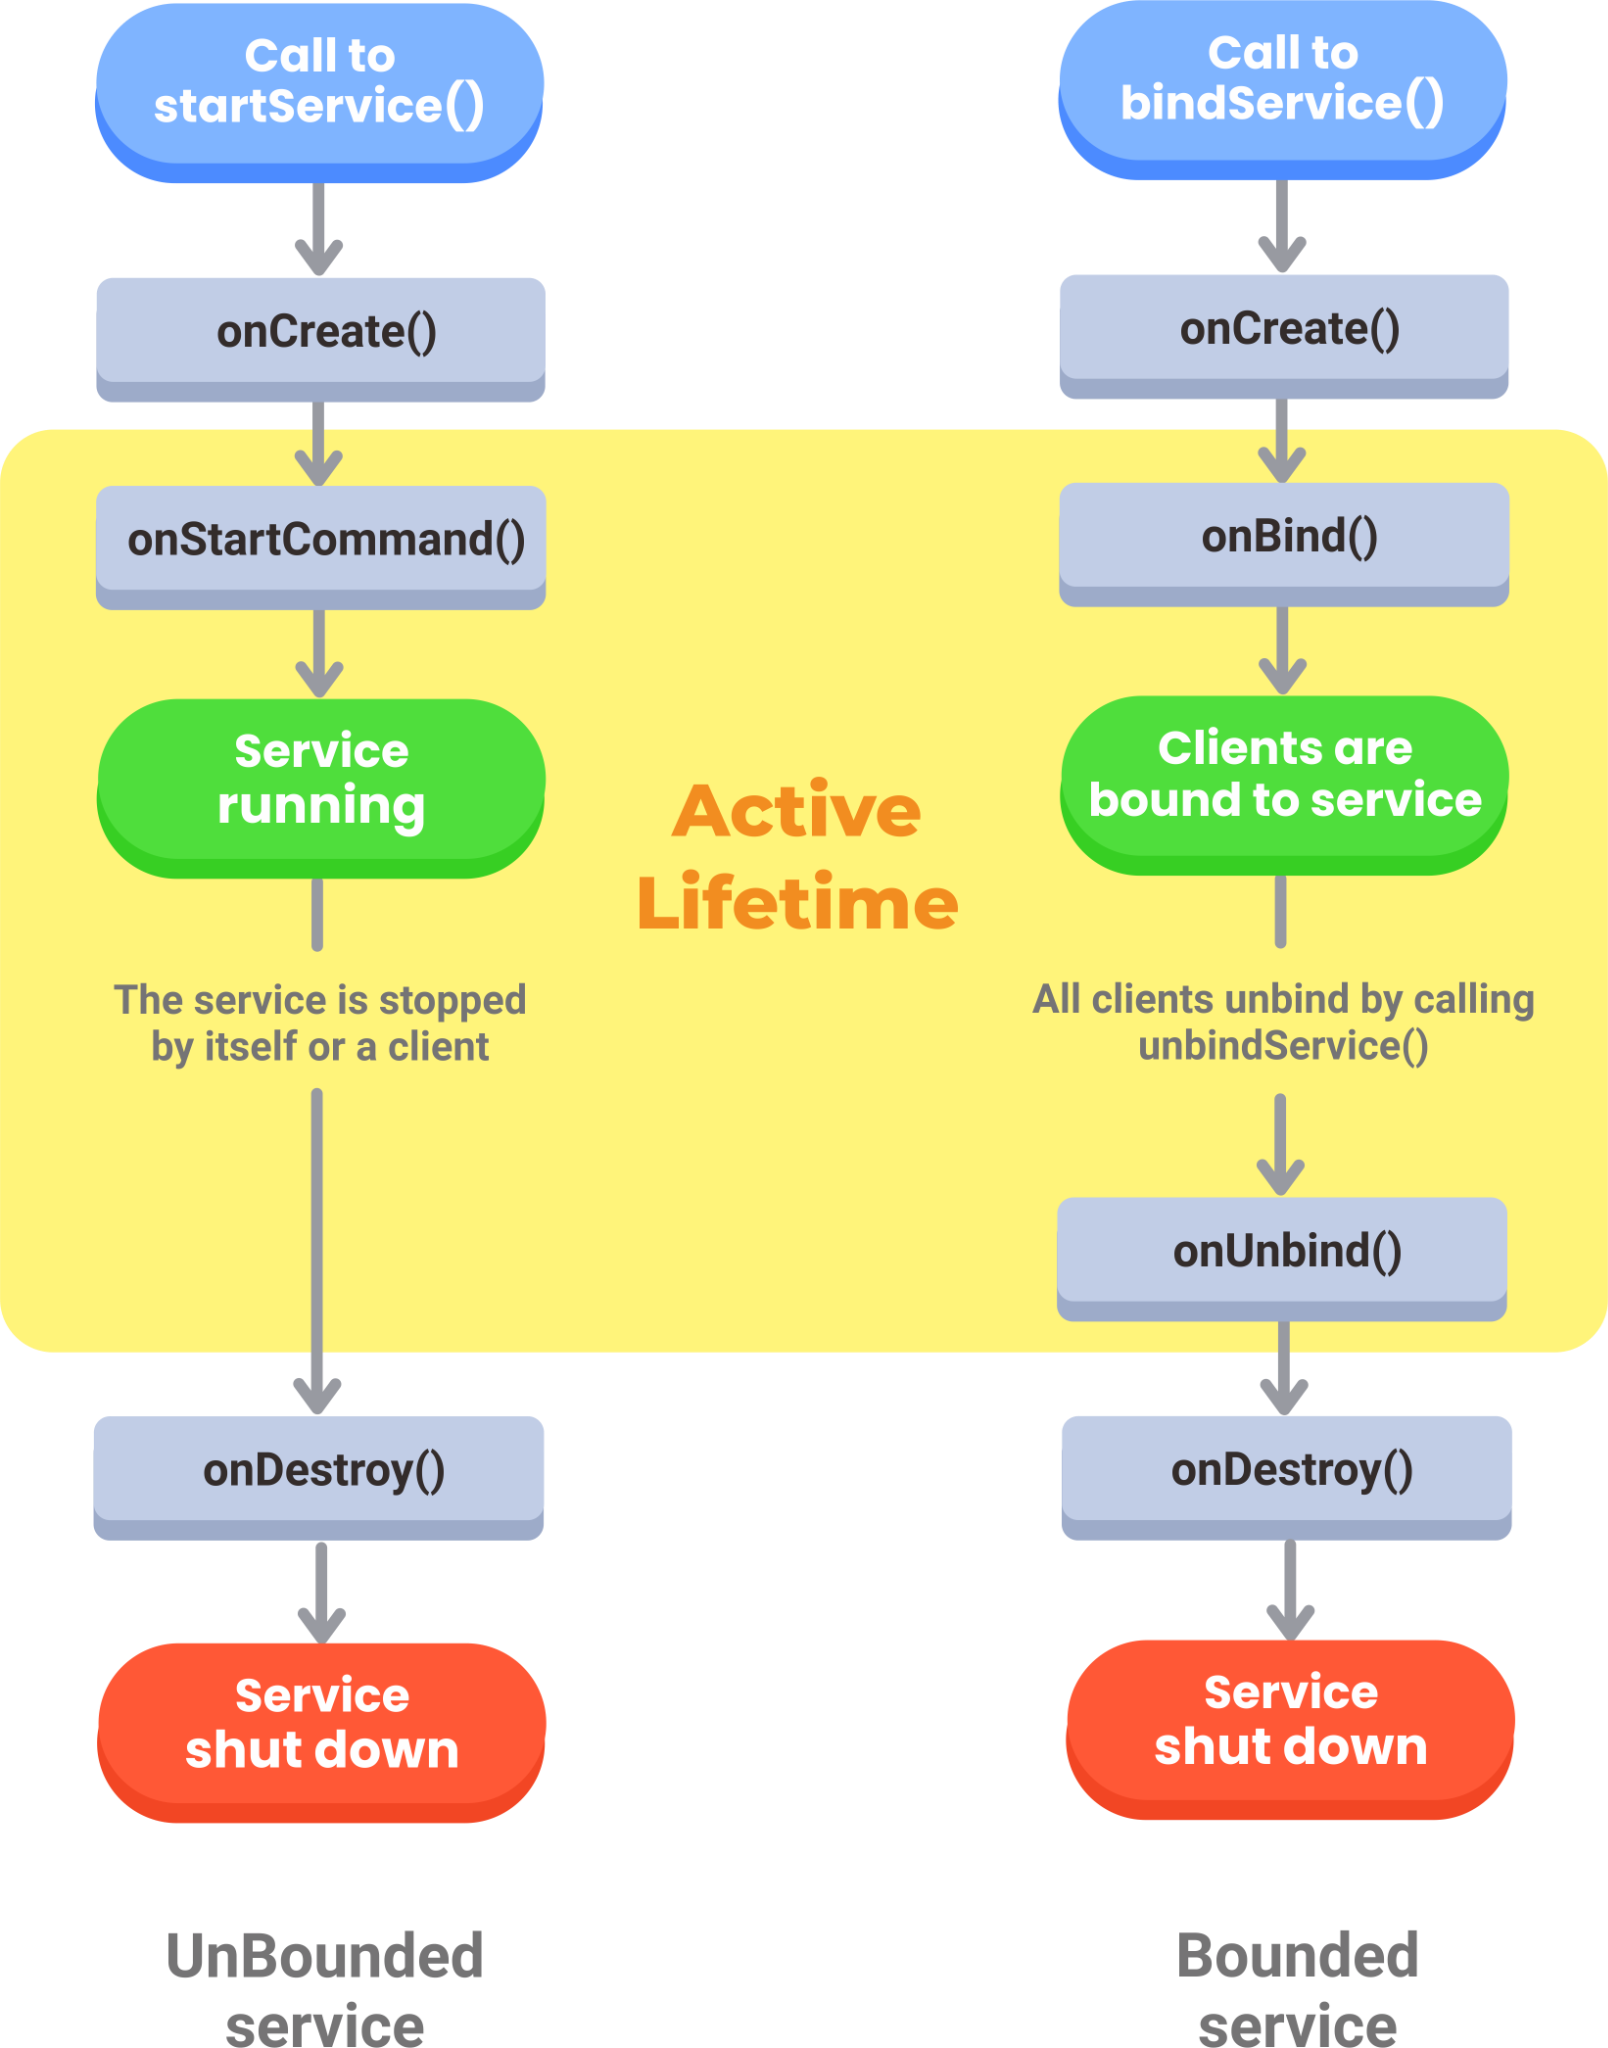 Call to
startService()
onCreate()
onStartCommand()
Service
running
The service is stopped
by itself or a client
onDestroy()
Service
shut down
UnBounded
service
Active
Lifetime
Call to
bindService()
onCreate()
onBind()
Clients are
bound to service
All clients unbind by calling
unbindService()
onUnbind()
onDestroy()
Service
shut down
Bounded
service